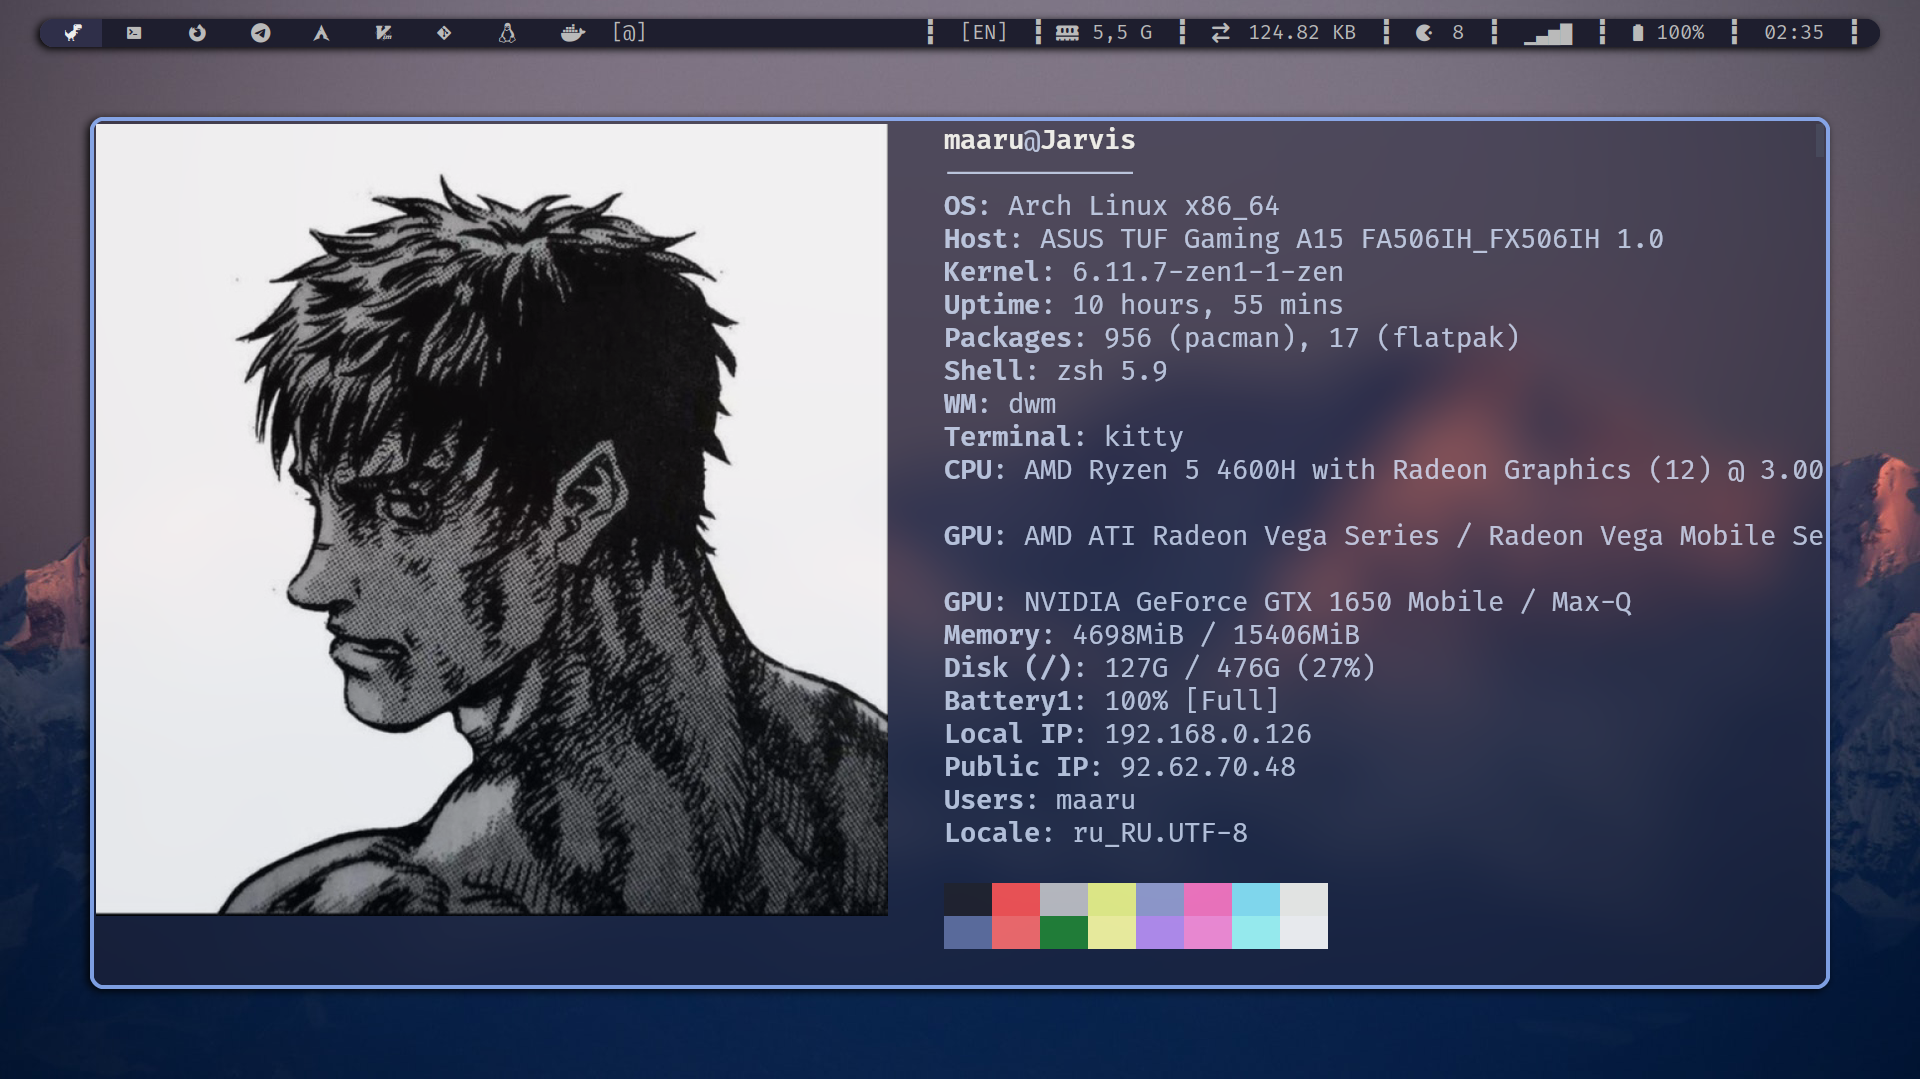 [@] [EN] 5,5 G 124.82 KB 8 100% 02:35
maaru@Jarvis
OS: Arch Linux x86_64
Host: ASUS TUF Gaming A15 FA506IH_FX506IH 1.0
Kernel: 6.11.7-zen1-1-zen
Uptime: 10 hours, 55 mins
Packages: 956 (pacman), 17 (flatpak)
Shell: zsh 5.9
WM: dwm
Terminal: kitty
CPU: AMD Ryzen 5 4600H with Radeon Graphics (12) @ 3.00
GPU: AMD ATI Radeon Vega Series / Radeon Vega Mobile Se
GPU: NVIDIA GeForce GTX 1650 Mobile / Max-Q
Memory: 4698MiB / 15406MiB
Disk (/): 127G / 476G (27%)
Battery1: 100% [Full]
Local IP: 192.168.0.126
Public IP: 92.62.70.48
Users: maaru
Locale: ru_RU.UTF-8